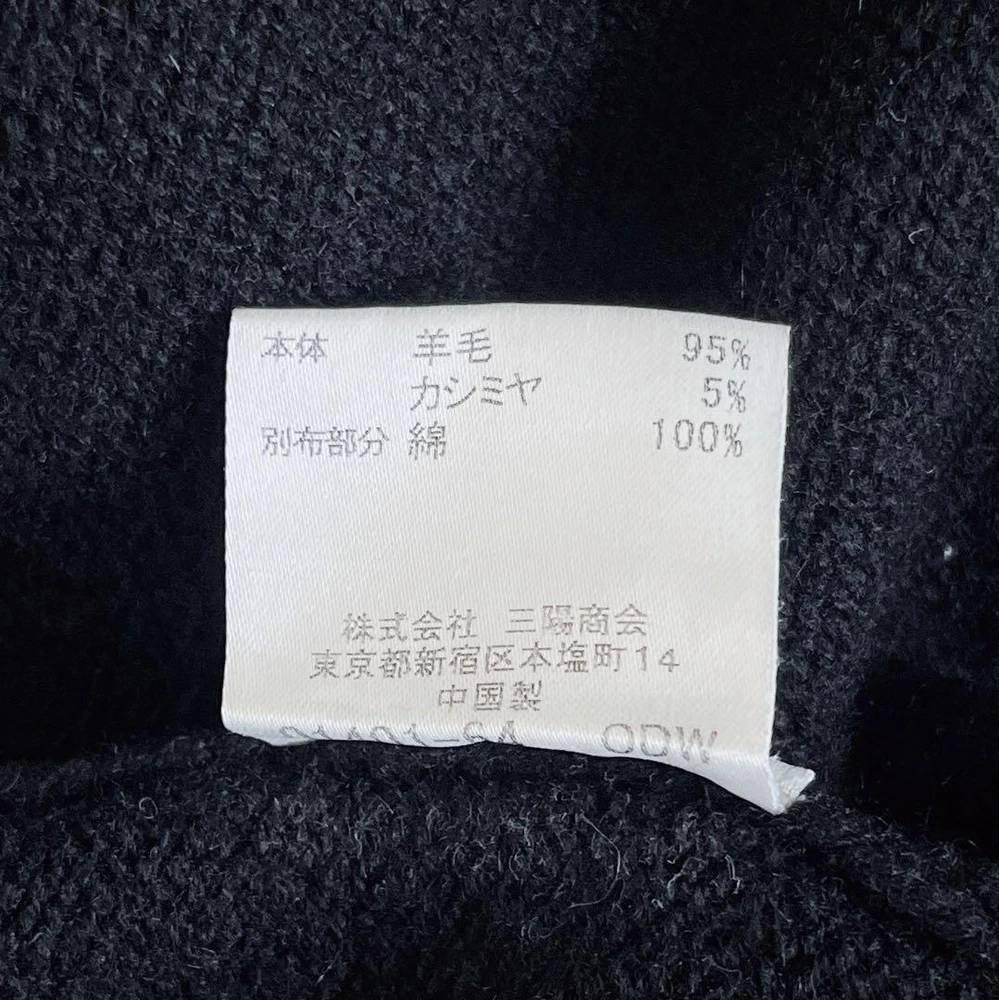 本体 羊毛 95%
カシミヤ 5%
別布部分 綿 100%
株式会社 三陽商会
東京都新宿区本塩町14
中国製
ODW